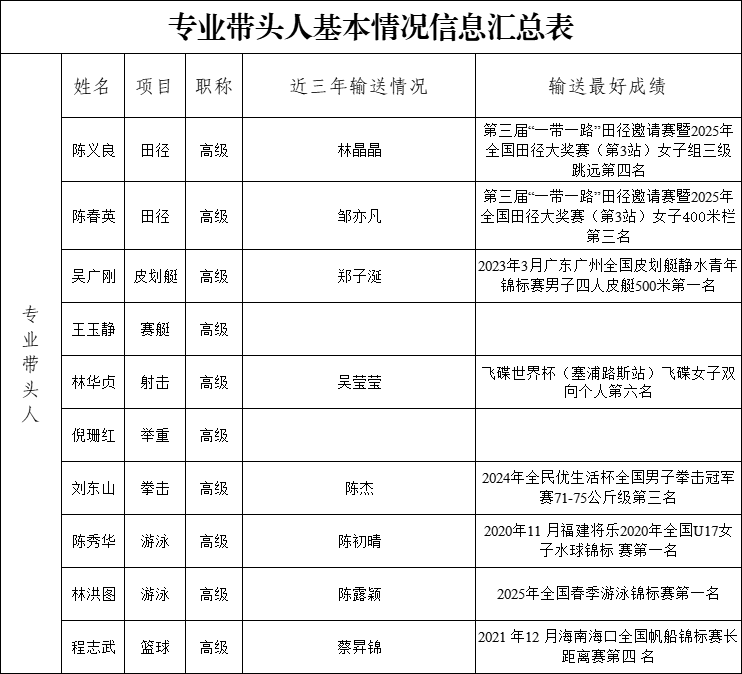 专业带头人基本情况信息汇总表
姓名 项目 职称 近三年输送情况 输送最好成绩
专业带头人
陈义良 田径 高级 林晶晶 第三届“一带一路”田径邀请赛暨2025年
全国田径大奖赛（第3站）女子组三级
跳远第四名
陈春英 田径 高级 邹亦凡 第三届“一带一路”田径邀请赛暨2025年
全国田径大奖赛（第3站）女子400米栏
第三名
吴广刚 皮划艇 高级 郑子涎 2023年3月广东广州全国皮划艇静水青年
锦标赛男子四人皮艇500米第一名
王玉静 赛艇 高级
林华贞 射击 高级 吴莹莹 飞碟世界杯（塞浦路斯站）飞碟女子双
向个人第六名
倪珊红 举重 高级
刘东山 拳击 高级 陈杰 2024年全民优生活杯全国男子拳击冠军
赛71-75公斤级第三名
陈秀华 游泳 高级 陈初晴 2020年11 月福建将乐2020年全国U17女
子水球锦标 赛第一名
林洪图 游泳 高级 陈露颖 2025年全国春季游泳锦标赛第一名
程志武 篮球 高级 蔡昇锦 2021 年12 月海南海口全国帆船锦标赛长
距离赛第四 名